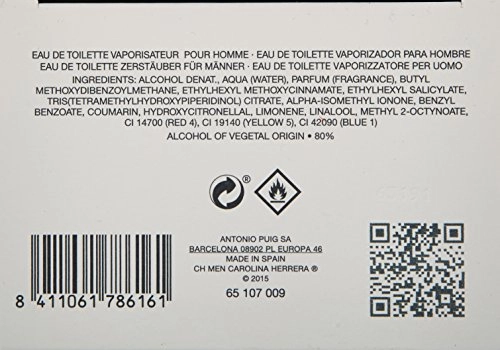 EAU DE TOILETTE VAPORISATEUR POUR HOMME · EAU DE TOILETTE VAPORIZADOR PARA HOMBRE
EAU DE TOILETTE ZERSTÄUBER FÜR MÄNNER · EAU DE TOILETTE VAPORIZZATORE PER UOMO
INGREDIENTS: ALCOHOL DENAT., AQUA (WATER), PARFUM (FRAGRANCE), BUTYL
METHOXYDIBENZOYLMETHANE, ETHYLHEXYL METHOXYCINNAMATE, ETHYLHEXYL SALICYLATE,
TRIS(TETRAMETHYLHYDROXYPIPERIDINOL) CITRATE, ALPHA-ISOMETHYL IONONE, BENZYL
BENZOATE, COUMARIN, HYDROXYCITRONELLAL, LIMONENE, LINALOOL, METHYL 2-OCTYNOATE,
CI 14700 (RED 4), CI 19140 (YELLOW 5), CI 42090 (BLUE 1)
ALCOHOL OF VEGETAL ORIGIN · 80%
ANTONIO PUIG SA
BARCELONA 08902 PL EUROPA 46
MADE IN SPAIN
CH MEN CAROLINA HERRERA ®
© 2015
65 107 009
8 411061 786161